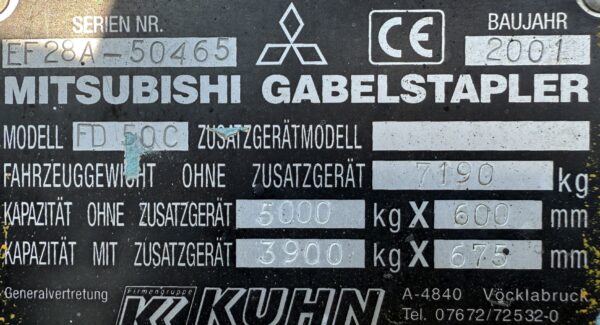 SERIEN NR. BAUJAHR
EF28A-50465 CE 2001
MITSUBISHI GABELSTAPLER
MODELL FD 50C ZUSATZGERÄTMODELL
FAHRZEUGGEWICHT OHNE ZUSATZGERÄT 7190 kg
KAPAZITÄT OHNE ZUSATZGERÄT 5000 kg X 600 mm
KAPAZITÄT MIT ZUSATZGERÄT 3900 kg X 675 mm
Generalvertretung Firmengruppe KUHN A-4840 Vöcklabruck
Tel. 07672/72532-0